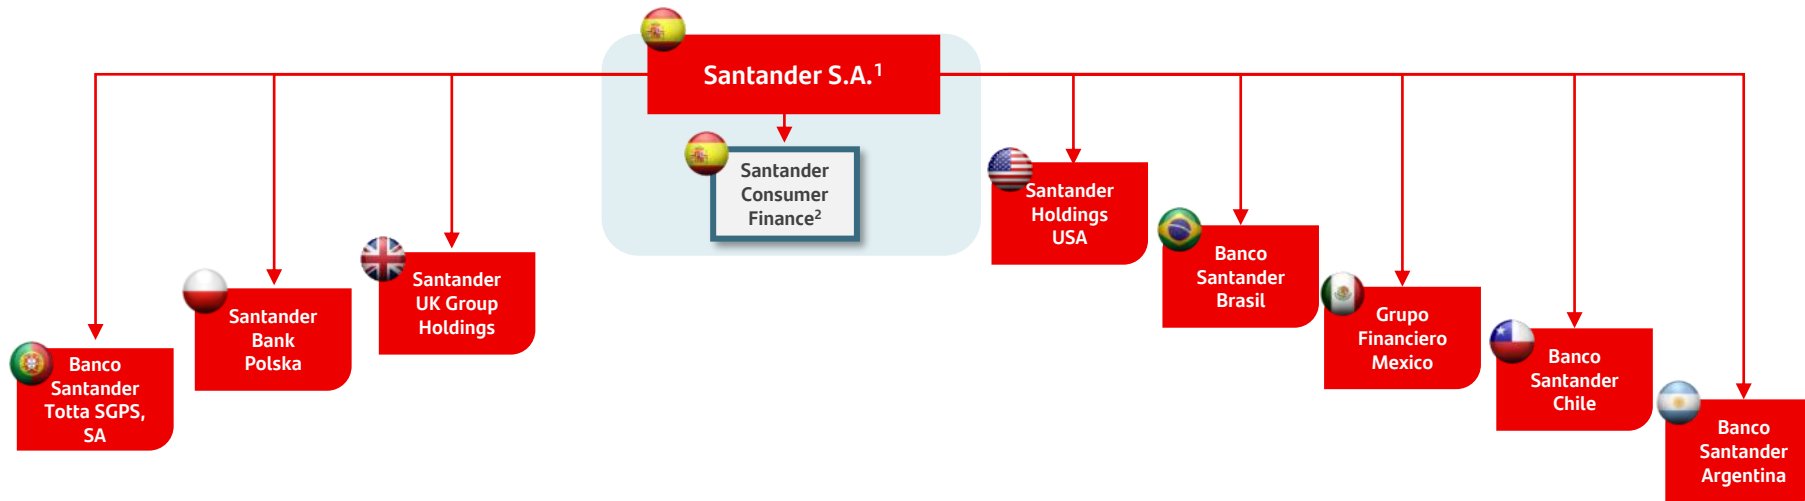 Santander S.A.¹
Santander
Consumer
Finance²
Banco
Santander
Totta SGPS,
SA
Santander
Bank
Polska
Santander
UK Group
Holdings
Santander
Holdings
USA
Banco
Santander
Brasil
Grupo
Financiero
Mexico
Banco
Santander
Chile
Banco
Santander
Argentina